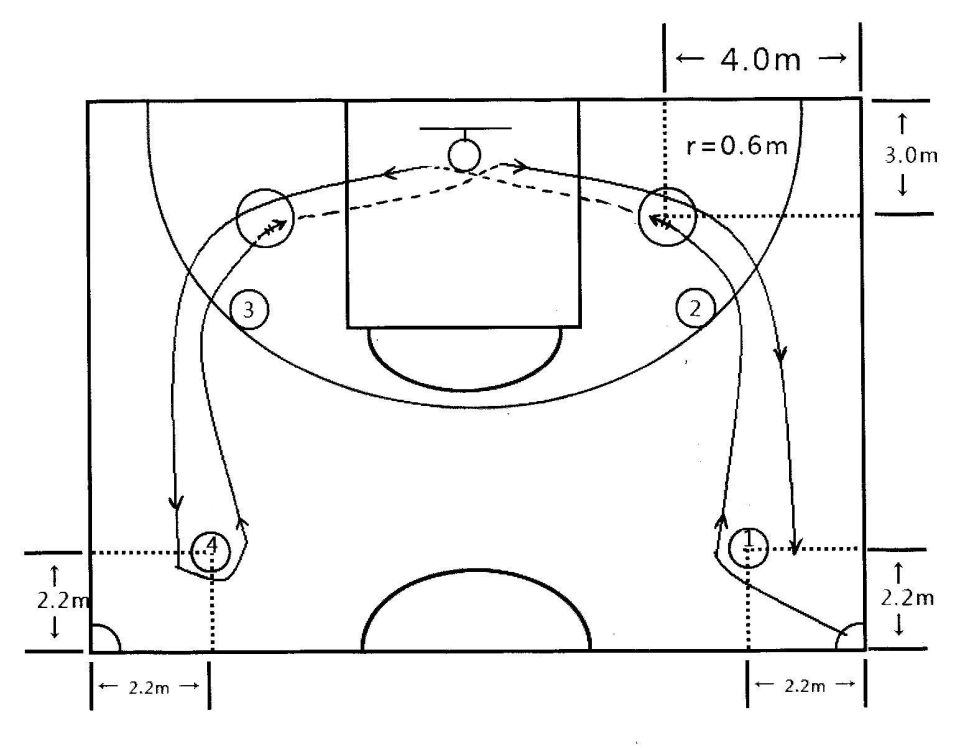 ← 4.0m →
r=0.6m
↑
3.0m
↓
3
2
4
1
↑
2.2m
↓
↑
2.2m
↓
← 2.2m →
← 2.2m →